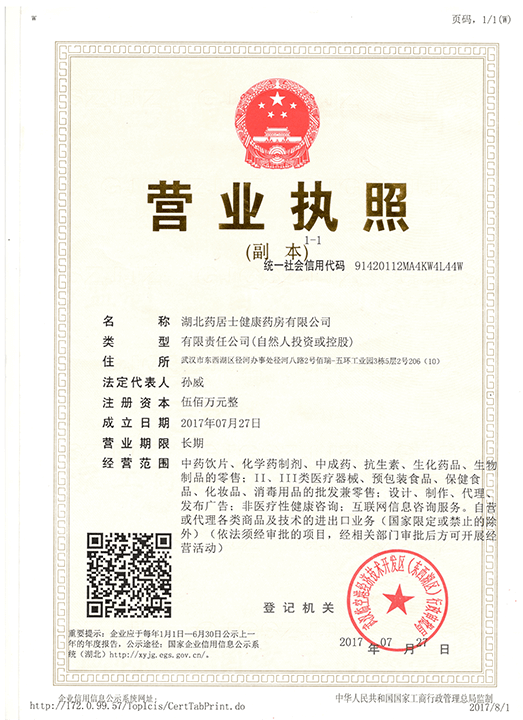 w 页码, 1/1(W)
营业执照
(副 本)1-1
统一社会信用代码 91420112MA4KW4L44W
名 称 湖北药居士健康药房有限公司
类 型 有限责任公司(自然人投资或控股)
住 所 武汉市东西湖区径河办事处径河八路2号佰瑞-五环工业园3栋5层2号206（10）
法定代表人 孙威
注册资本 伍佰万元整
成立日期 2017年07月27日
营业期限 长期
经营范围 中药饮片、化学药制剂、中成药、抗生素、生化药品、生物
制品的零售；II、III类医疗器械、预包装食品、保健食
品、化妆品、消毒用品的批发兼零售；设计、制作、代理、
发布广告；非医疗性健康咨询；互联网信息咨询服务。自营
或代理各类商品及技术的进出口业务（国家限定或禁止的除
外）（依法须经审批的项目，经相关部门审批后方可开展经
营活动）
登记机关
2017年07月27日
重要提示：企业应于每年1月1日—6月30日公示上一
年的年度报告，公示途径：国家企业信用信息公示系
统（湖北）http://xyjg.egs.gov.cn/。
企业信用信息公示系统网址： 中华人民共和国国家工商行政管理总局监制
http://172.0.99.57/TopIcis/CertTabPrint.do 2017/8/1